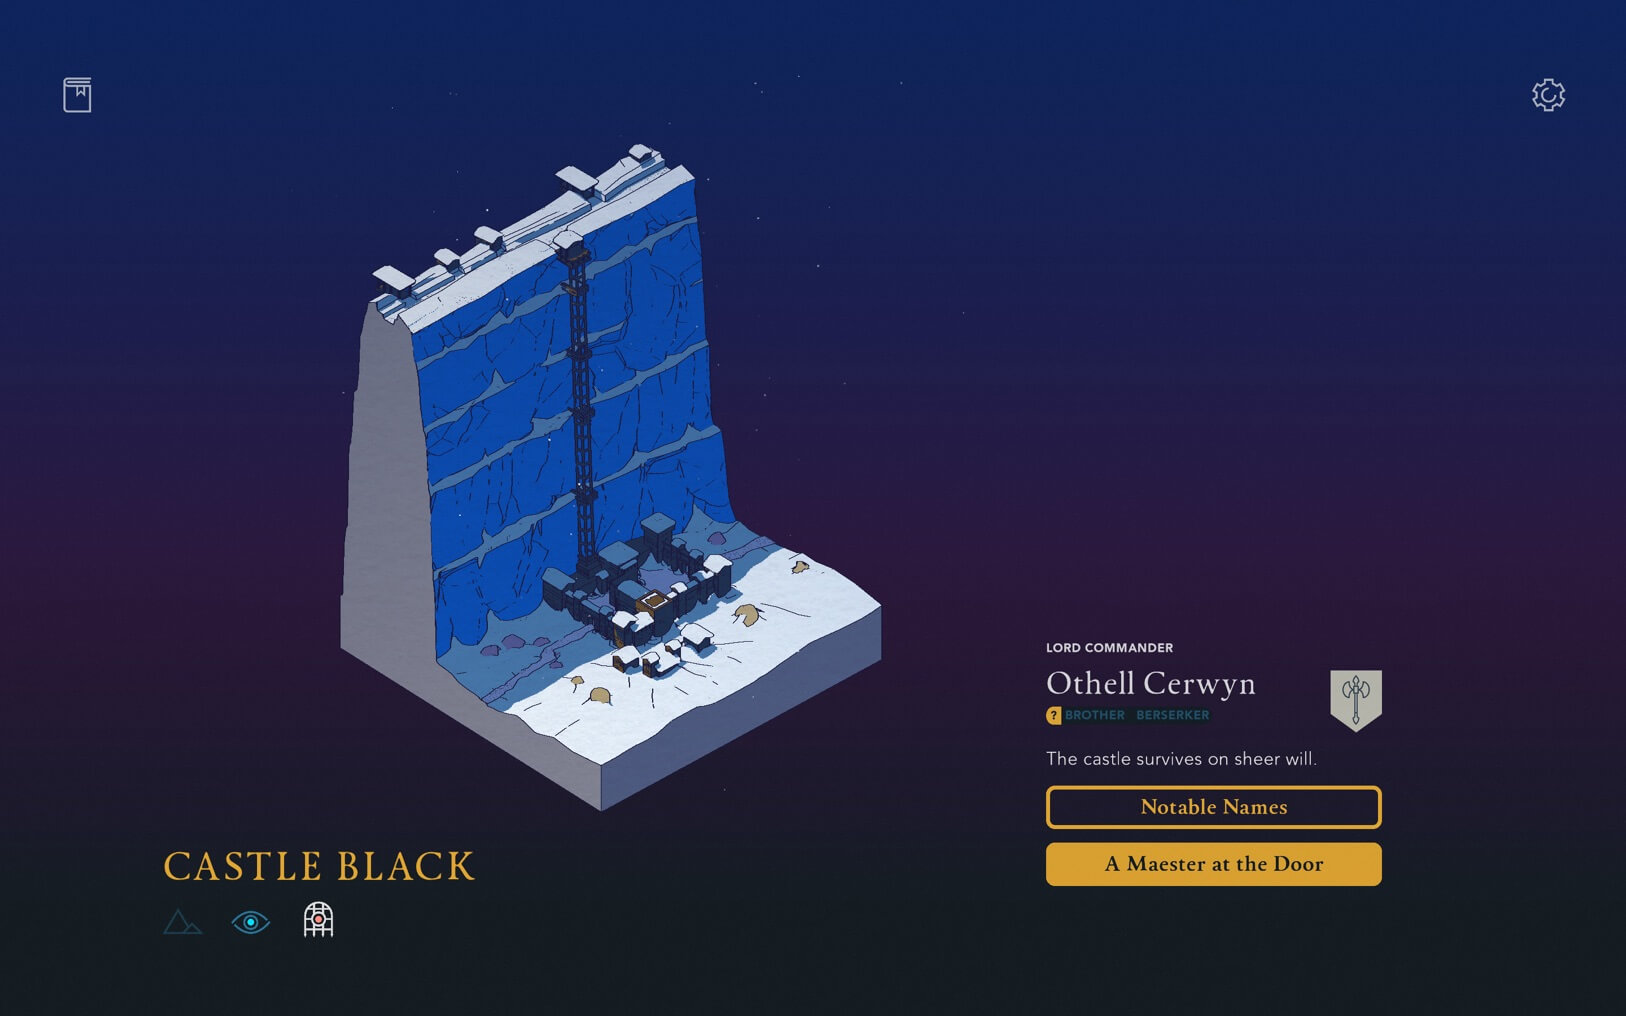 LORD COMMANDER
Othell Cerwyn
? BROTHER BERSERKER
The castle survives on sheer will.
Notable Names
A Maester at the Door
CASTLE BLACK